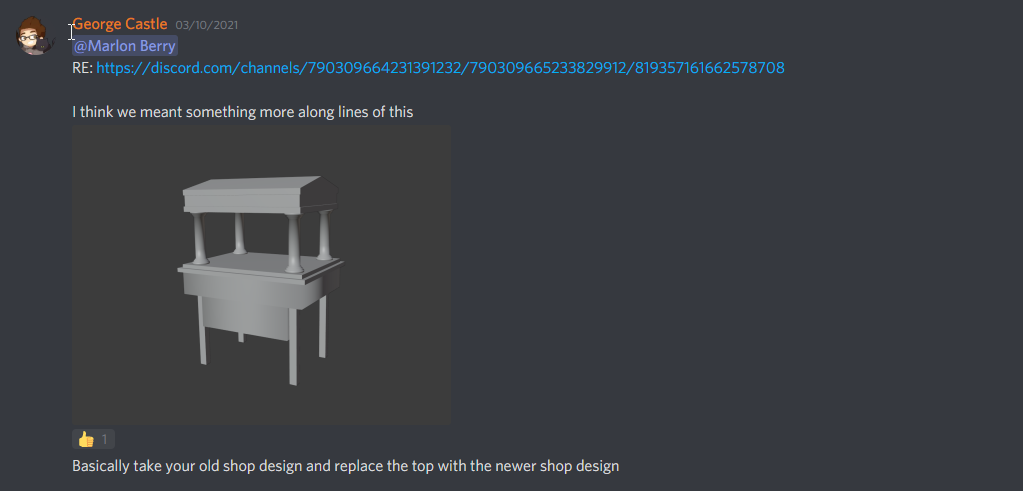 George Castle 03/10/2021
@Marlon Berry
RE: https://discord.com/channels/790309664231391232/790309665233829912/819357161662578708
I think we meant something more along lines of this
1
Basically take your old shop design and replace the top with the newer shop design